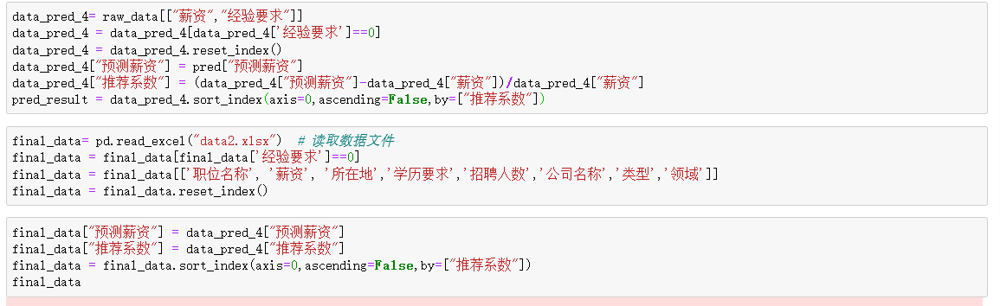 data_pred_4= raw_data[["薪资","经验要求"]]
data_pred_4 = data_pred_4[data_pred_4['经验要求']==0]
data_pred_4 = data_pred_4.reset_index()
data_pred_4["预测薪资"] = pred["预测薪资"]
data_pred_4["推荐系数"] = (data_pred_4["预测薪资"]-data_pred_4["薪资"])/data_pred_4["薪资"]
pred_result = data_pred_4.sort_index(axis=0,ascending=False,by=["推荐系数"])
final_data= pd.read_excel("data2.xlsx")  # 读取数据文件
final_data = final_data[final_data['经验要求']==0]
final_data = final_data[['职位名称', '薪资', '所在地','学历要求','招聘人数','公司名称','类型','领域']]
final_data = final_data.reset_index()
final_data["预测薪资"] = data_pred_4["预测薪资"]
final_data["推荐系数"] = data_pred_4["推荐系数"]
final_data = final_data.sort_index(axis=0,ascending=False,by=["推荐系数"])
final_data